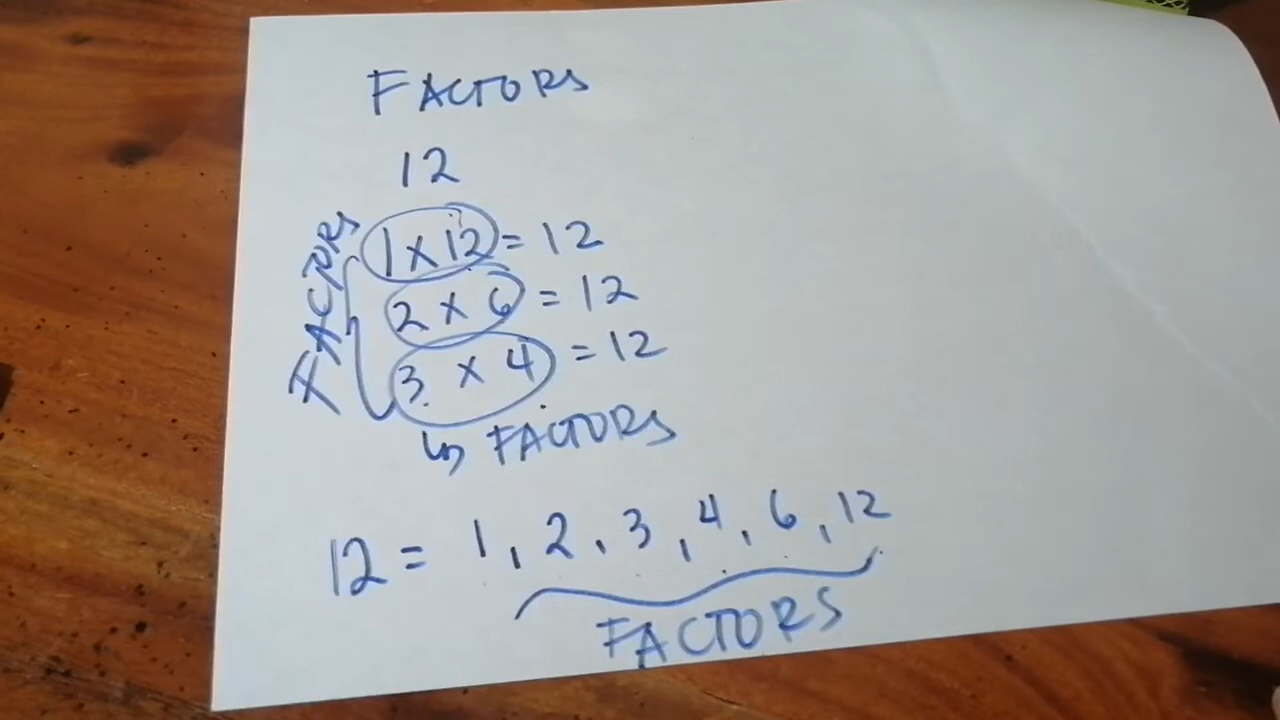 FACTORS
12
FACTORS
1 x 12 = 12
2 x 6 = 12
3 x 4 = 12
↳ FACTORS
12 = 1, 2, 3, 4, 6, 12
FACTORS